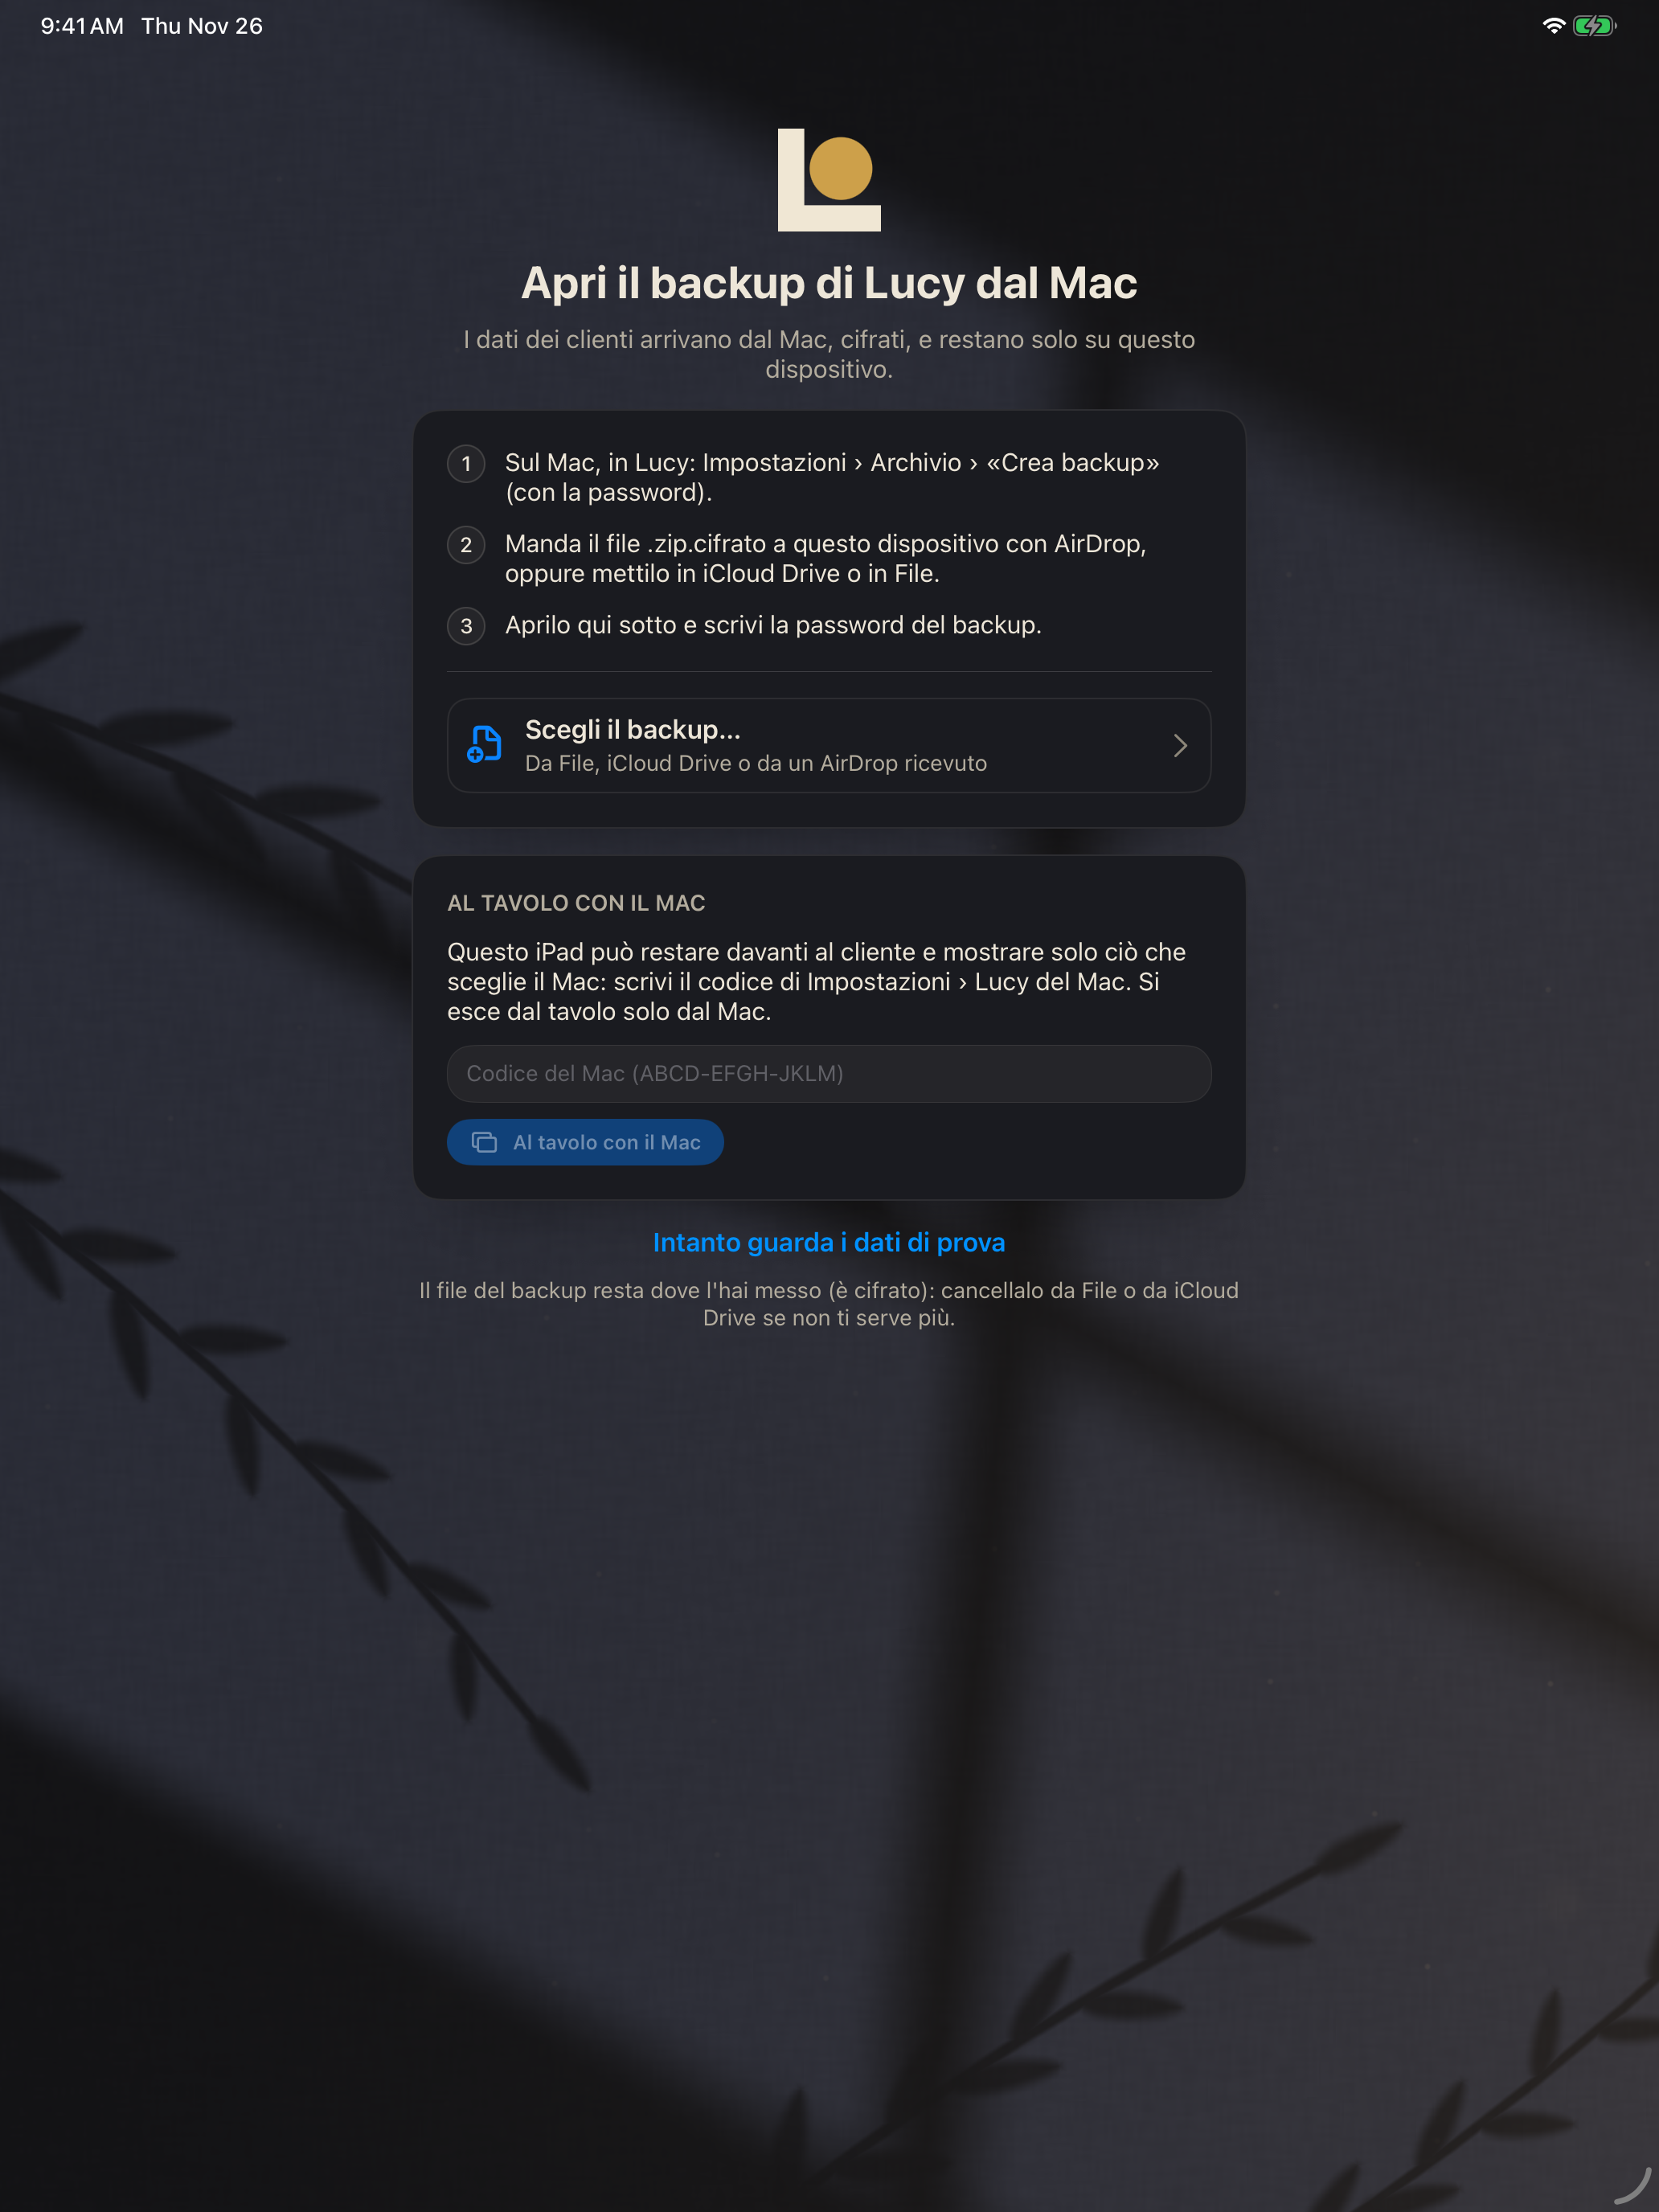 9:41 AM Thu Nov 26
Apri il backup di Lucy dal Mac
I dati dei clienti arrivano dal Mac, cifrati, e restano solo su questo
dispositivo.
1 Sul Mac, in Lucy: Impostazioni › Archivio › «Crea backup»
(con la password).
2 Manda il file .zip.cifrato a questo dispositivo con AirDrop,
oppure mettilo in iCloud Drive o in File.
3 Aprilo qui sotto e scrivi la password del backup.
Scegli il backup...
Da File, iCloud Drive o da un AirDrop ricevuto
AL TAVOLO CON IL MAC
Questo iPad può restare davanti al cliente e mostrare solo ciò che
sceglie il Mac: scrivi il codice di Impostazioni › Lucy del Mac. Si
esce dal tavolo solo dal Mac.
Codice del Mac (ABCD-EFGH-JKLM)
Al tavolo con il Mac
Intanto guarda i dati di prova
Il file del backup resta dove l'hai messo (è cifrato): cancellalo da File o da iCloud
Drive se non ti serve più.